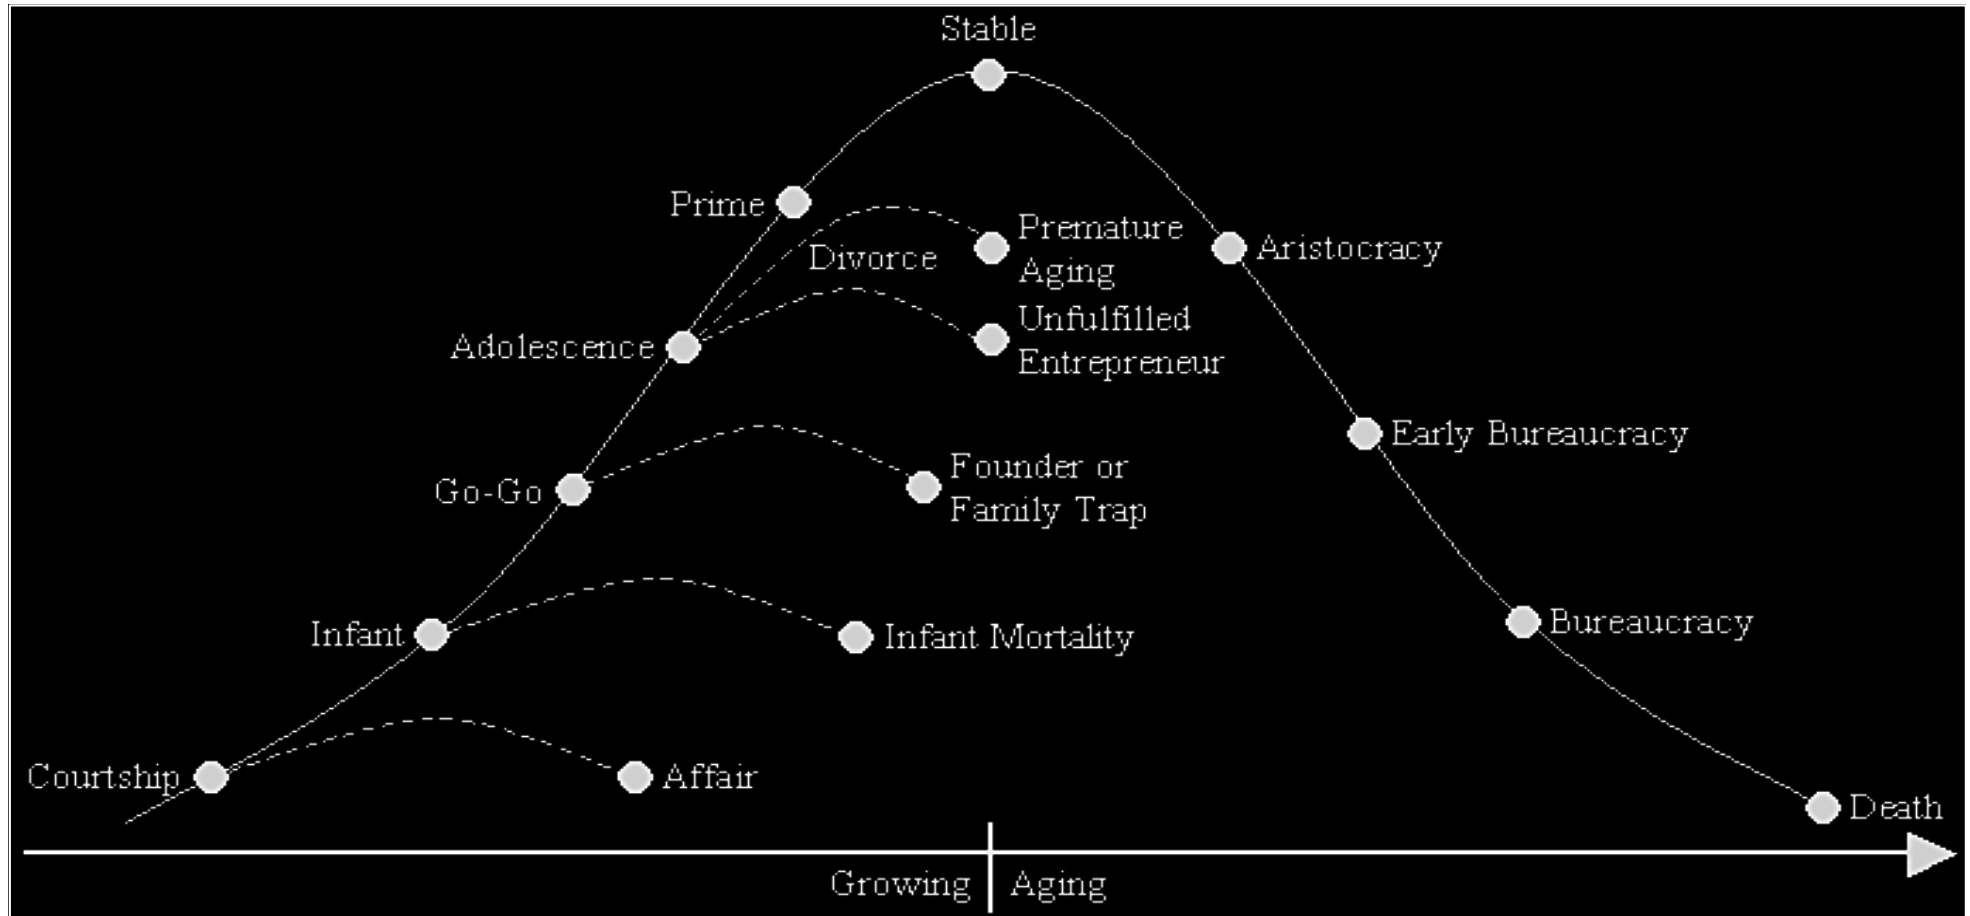 Stable
Prime
Premature
Divorce
Aging
Aristocracy
Unfulfilled
Adolescence
Entrepreneur
Early Bureaucracy
Founder or
Go-Go
Family Trap
Bureaucracy
Infant
Infant Mortality
Courtship
Affair
Death
Growing
Aging